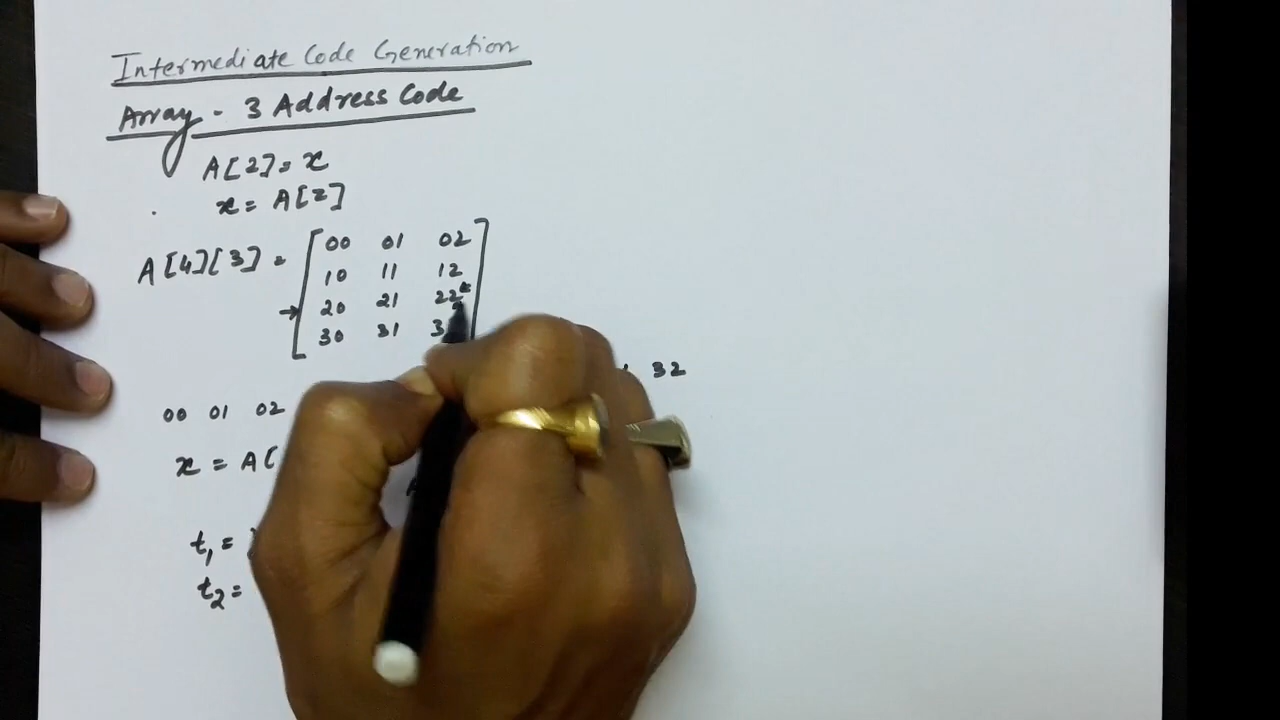 Intermediate Code Generation
Array - 3 Address Code
A[2] = x
x = A[2]
A[4][3] = 00 01 02
10 11 12
→ 20 21 22
30 31
32
00 01 02
x = A[
t1 =
t2 =